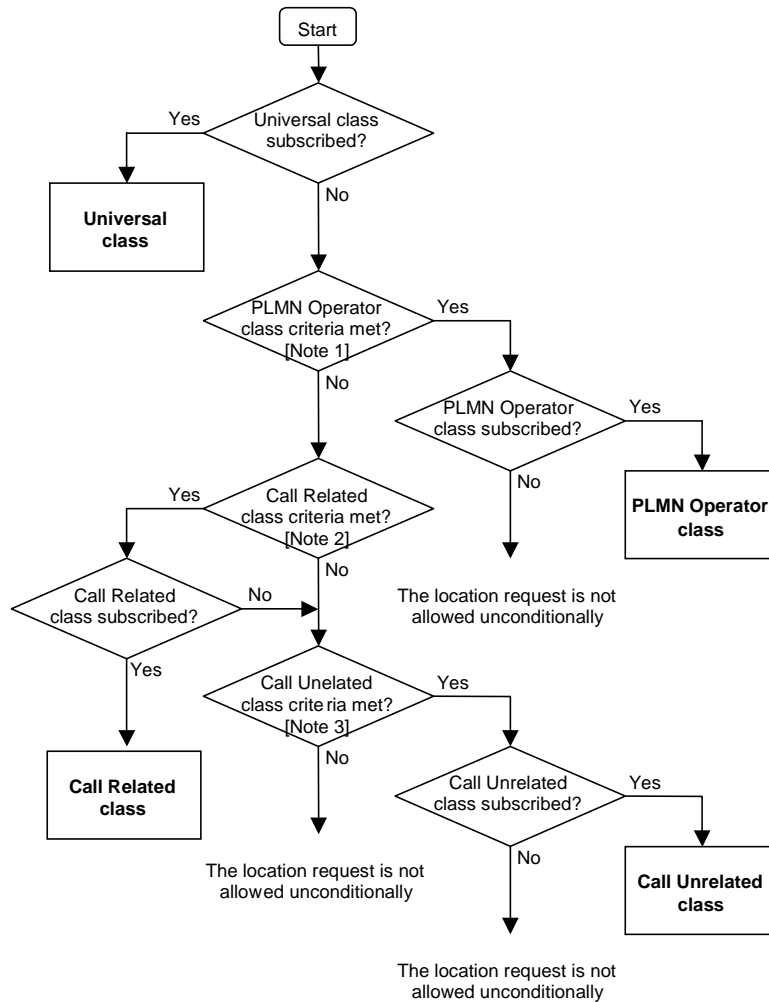 Start
Universal class
subscribed?
Yes
No
Universal
class
PLMN Operator
class criteria met?
[Note 1]
Yes
No
PLMN Operator
class subscribed?
Yes
No
PLMN Operator
class
The location request is not
allowed unconditionally
Call Related
class criteria met?
[Note 2]
Yes
No
Call Related
class subscribed?
No
Yes
Call Related
class
Call Unelated
class criteria met?
[Note 3]
Yes
No
The location request is not
allowed unconditionally
Call Unrelated
class subscribed?
Yes
No
Call Unrelated
class
The location request is not
allowed unconditionally